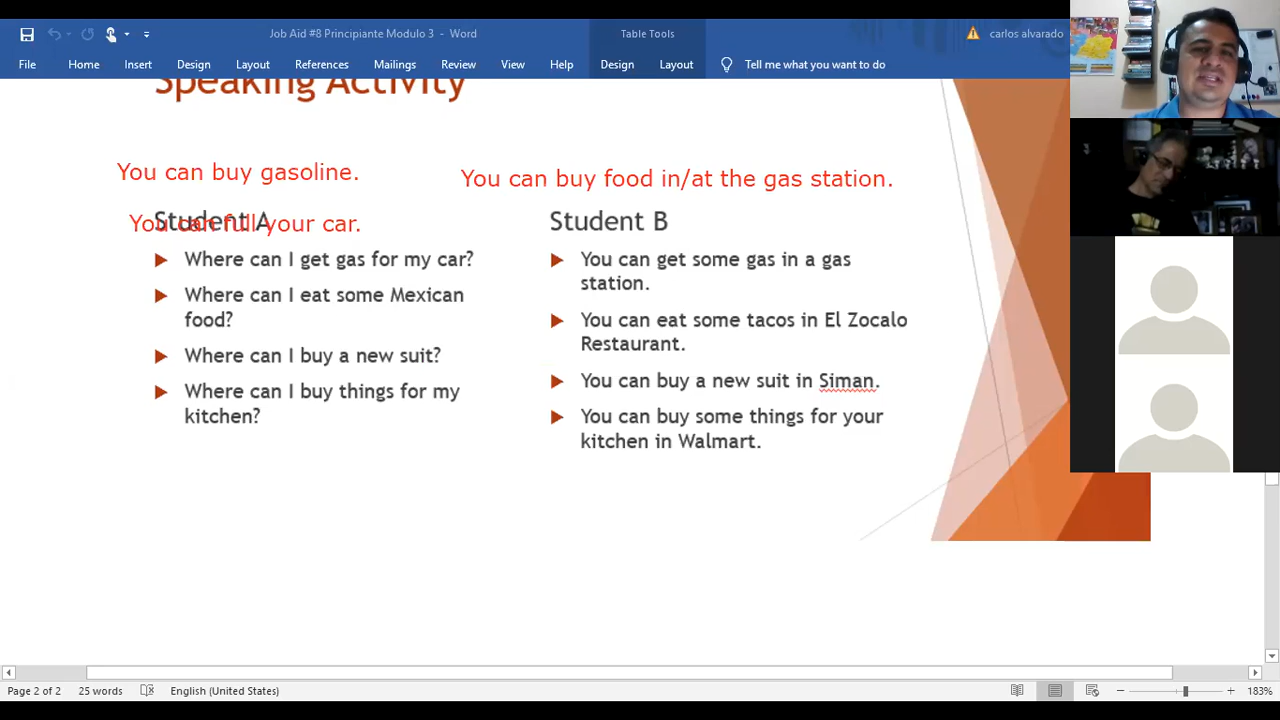 Job Aid #8 Principiante Modulo 3 - Word
Table Tools
carlos alvarado
File Home Insert Design Layout References Mailings Review View Help Design Layout Tell me what you want to do
Speaking Activity
You can buy gasoline.
You can buy food in/at the gas station.
You can full your car.
Student A
Where can I get gas for my car?
Where can I eat some Mexican
food?
Where can I buy a new suit?
Where can I buy things for my
kitchen?
Student B
You can get some gas in a gas
station.
You can eat some tacos in El Zocalo
Restaurant.
You can buy a new suit in Siman.
You can buy some things for your
kitchen in Walmart.
Page 2 of 2 25 words English (United States) 183%